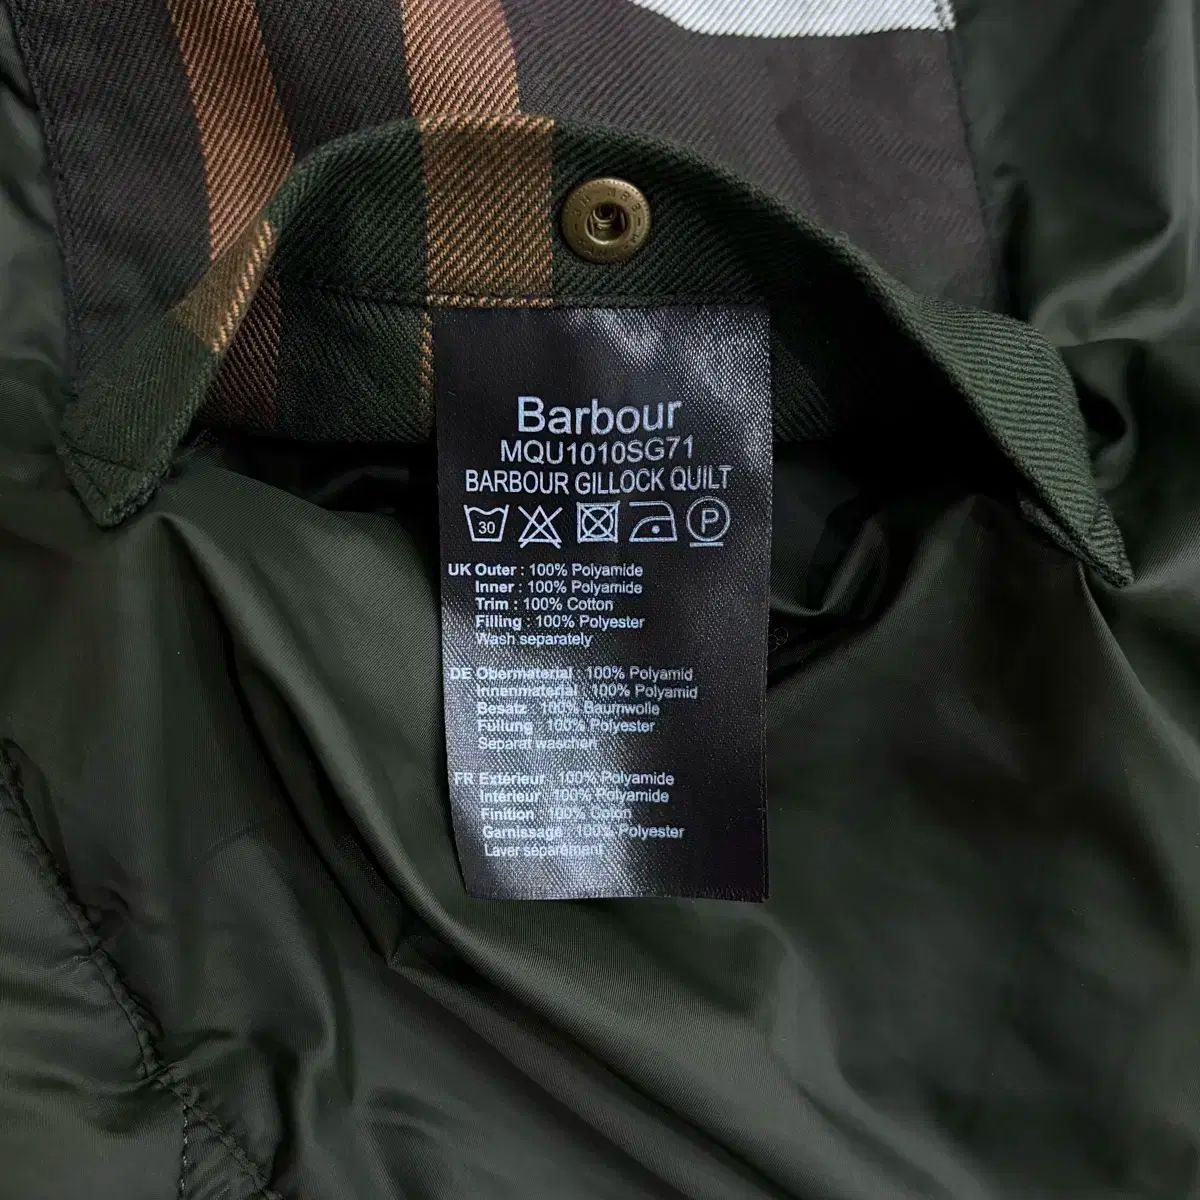 Barbour
MQU1010SG71
BARBOUR GILLOCK QUILT
30
P
UK Outer : 100% Polyamide
Inner : 100% Polyamide
Trim : 100% Cotton
Filling : 100% Polyester
Wash separately
DE Obermaterial : 100% Polyamid
Innenmaterial : 100% Polyamid
Besatz : 100% Baumwolle
Füllung : 100% Polyester
Separat waschen
FR Extérieur : 100% Polyamide
Intérieur : 100% Polyamide
Finition : 100% Coton
Garnissage : 100% Polyester
Laver séparément